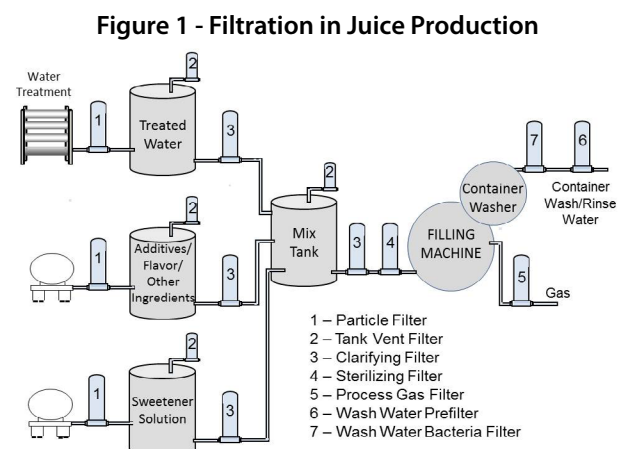 Figure 1 - Filtration in Juice Production
Water
Treatment
1
2
Treated
Water
3
1
2
Additives/
Flavor/
Other
Ingredients
3
1
2
Sweetener
Solution
3
2
Mix
Tank
3
4
FILLING
MACHINE
Container
Washer
7
6
Container
Wash/Rinse
Water
5
Gas
1 – Particle Filter
2 – Tank Vent Filter
3 – Clarifying Filter
4 – Sterilizing Filter
5 – Process Gas Filter
6 – Wash Water Prefilter
7 – Wash Water Bacteria Filter